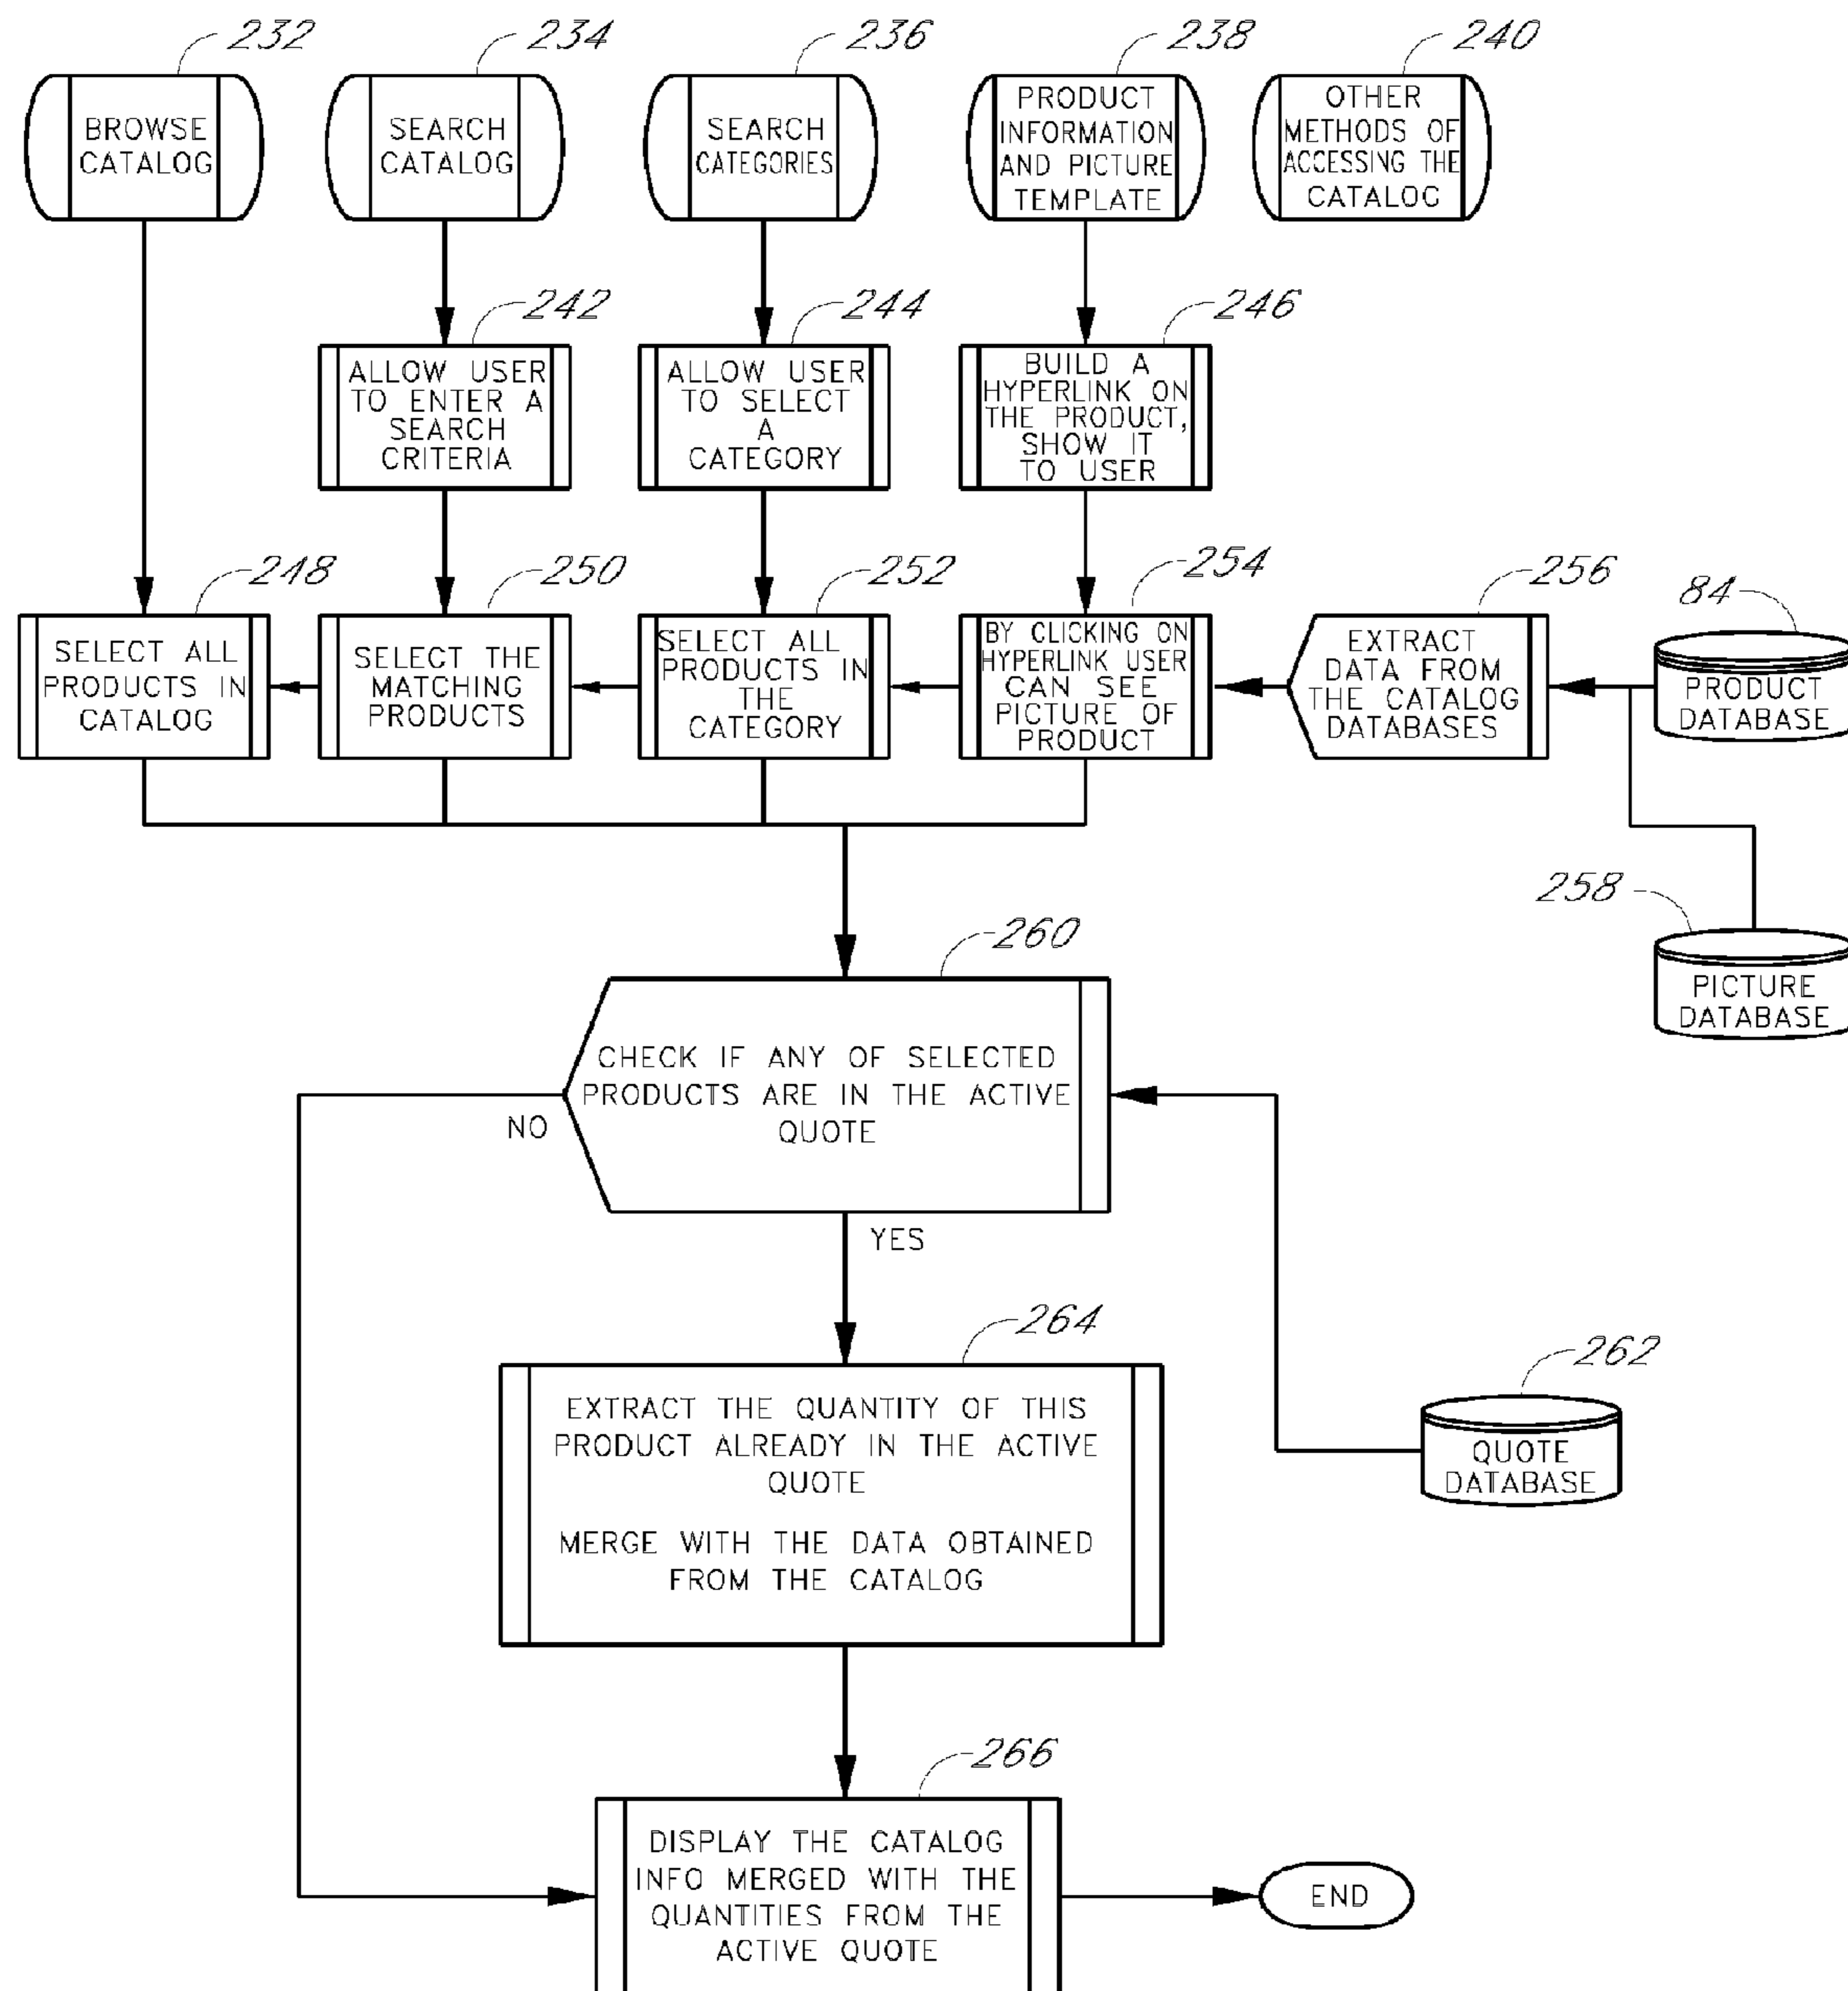 232
234
236
238
240
BROWSE
CATALOG
SEARCH
CATALOG
SEARCH
CATEGORIES
PRODUCT
INFORMATION
AND PICTURE
TEMPLATE
OTHER
METHODS OF
ACCESSING THE
CATALOG
242
244
246
ALLOW USER
TO ENTER A
SEARCH
CRITERIA
ALLOW USER
TO SELECT
A
CATEGORY
BUILD A
HYPERLINK ON
THE PRODUCT,
SHOW IT
TO USER
248
250
252
254
256
84
SELECT ALL
PRODUCTS IN
CATALOG
SELECT THE
MATCHING
PRODUCTS
SELECT ALL
PRODUCTS IN
THE
CATEGORY
BY CLICKING ON
HYPERLINK USER
CAN SEE
PICTURE OF
PRODUCT
EXTRACT
DATA FROM
THE CATALOG
DATABASES
PRODUCT
DATABASE
258
PICTURE
DATABASE
260
CHECK IF ANY OF SELECTED
PRODUCTS ARE IN THE ACTIVE
QUOTE
NO
YES
262
QUOTE
DATABASE
264
EXTRACT THE QUANTITY OF THIS
PRODUCT ALREADY IN THE ACTIVE
QUOTE
MERGE WITH THE DATA OBTAINED
FROM THE CATALOG
266
DISPLAY THE CATALOG
INFO MERGED WITH THE
QUANTITIES FROM THE
ACTIVE QUOTE
END